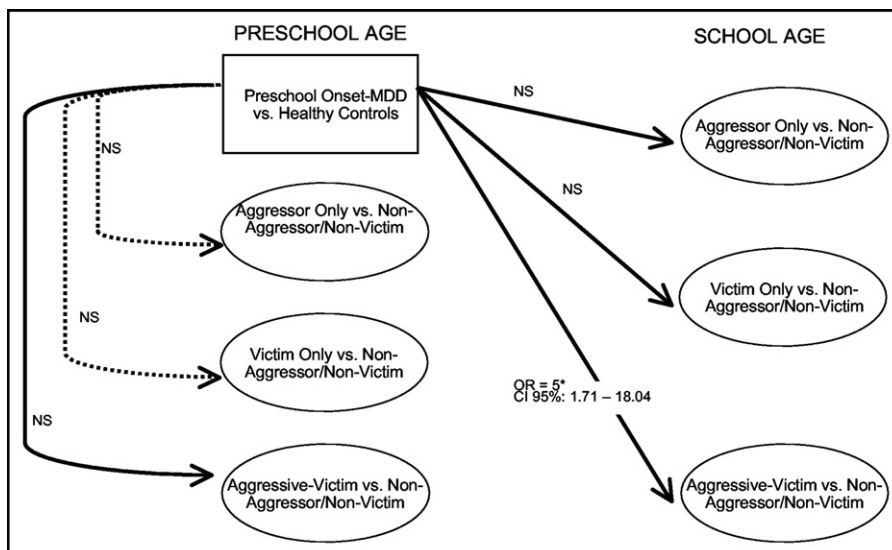 PRESCHOOL AGE
SCHOOL AGE
Preschool Onset-MDD
vs. Healthy Controls
NS
Aggressor Only vs. Non-
Aggressor/Non-Victim
NS
NS
Aggressor Only vs. Non-
Aggressor/Non-Victim
NS
Victim Only vs. Non-
Aggressor/Non-Victim
NS
Victim Only vs. Non-
Aggressor/Non-Victim
OR = 5*
CI 95%: 1.71 – 18.04
NS
Aggressive-Victim vs. Non-
Aggressor/Non-Victim
Aggressive-Victim vs. Non-
Aggressor/Non-Victim